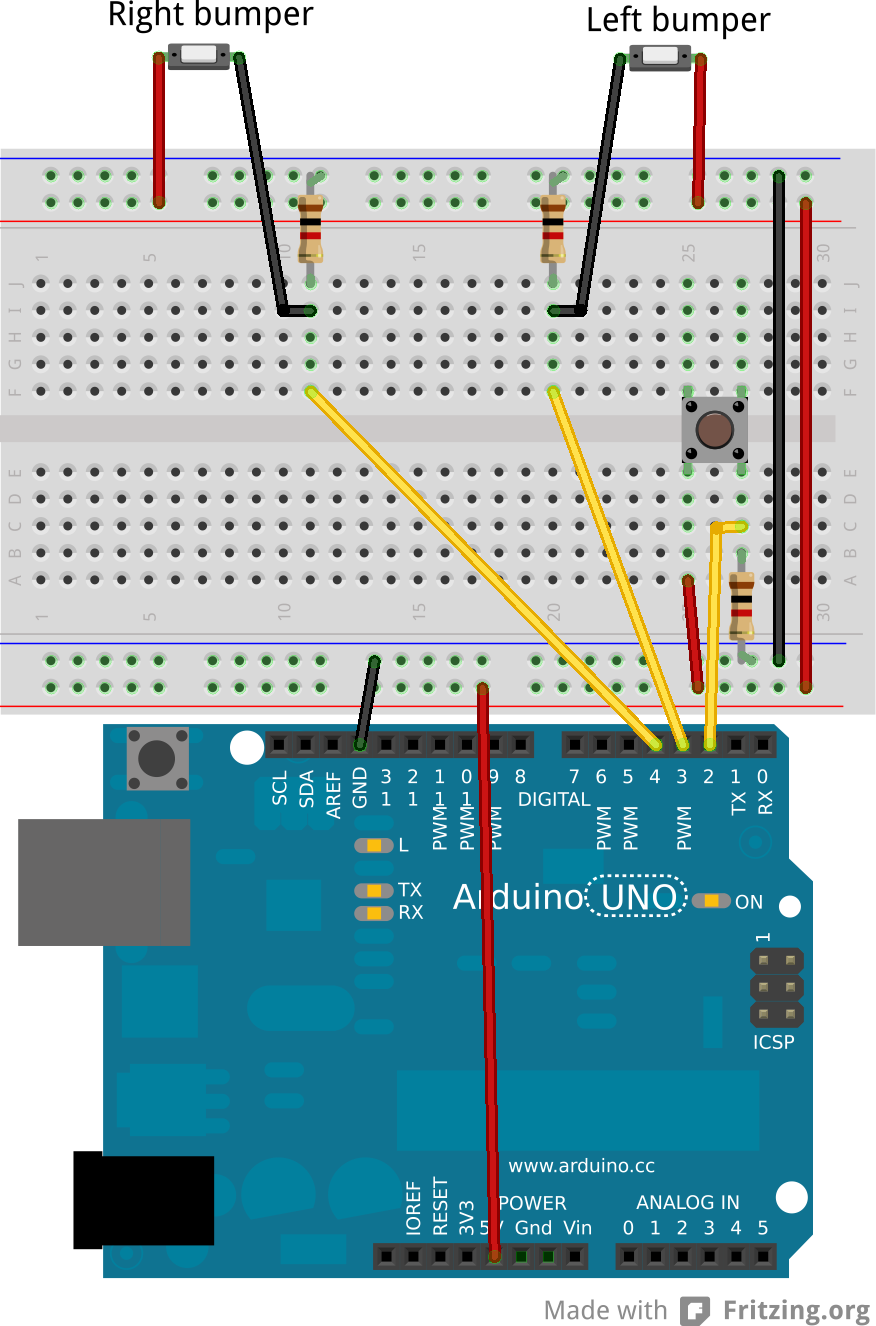 Right bumper Left bumper
1 5 10 15 20 25 30
J J
I I
H H
G G
F F
E E
D D
C C
B B
A A
1 5 10 15 20 30
SCL SDA AREF GND 13 12 11 10 9 8 7 6 5 4 3 2 1 0
PWM PWM PWM DIGITAL PWM PWM PWM TX RX
L
TX
RX
Arduino UNO ON
1
ICSP
www.arduino.cc
POWER ANALOG IN
IOREF RESET 3V3 5V Gnd Vin 0 1 2 3 4 5
Made with Fritzing.org